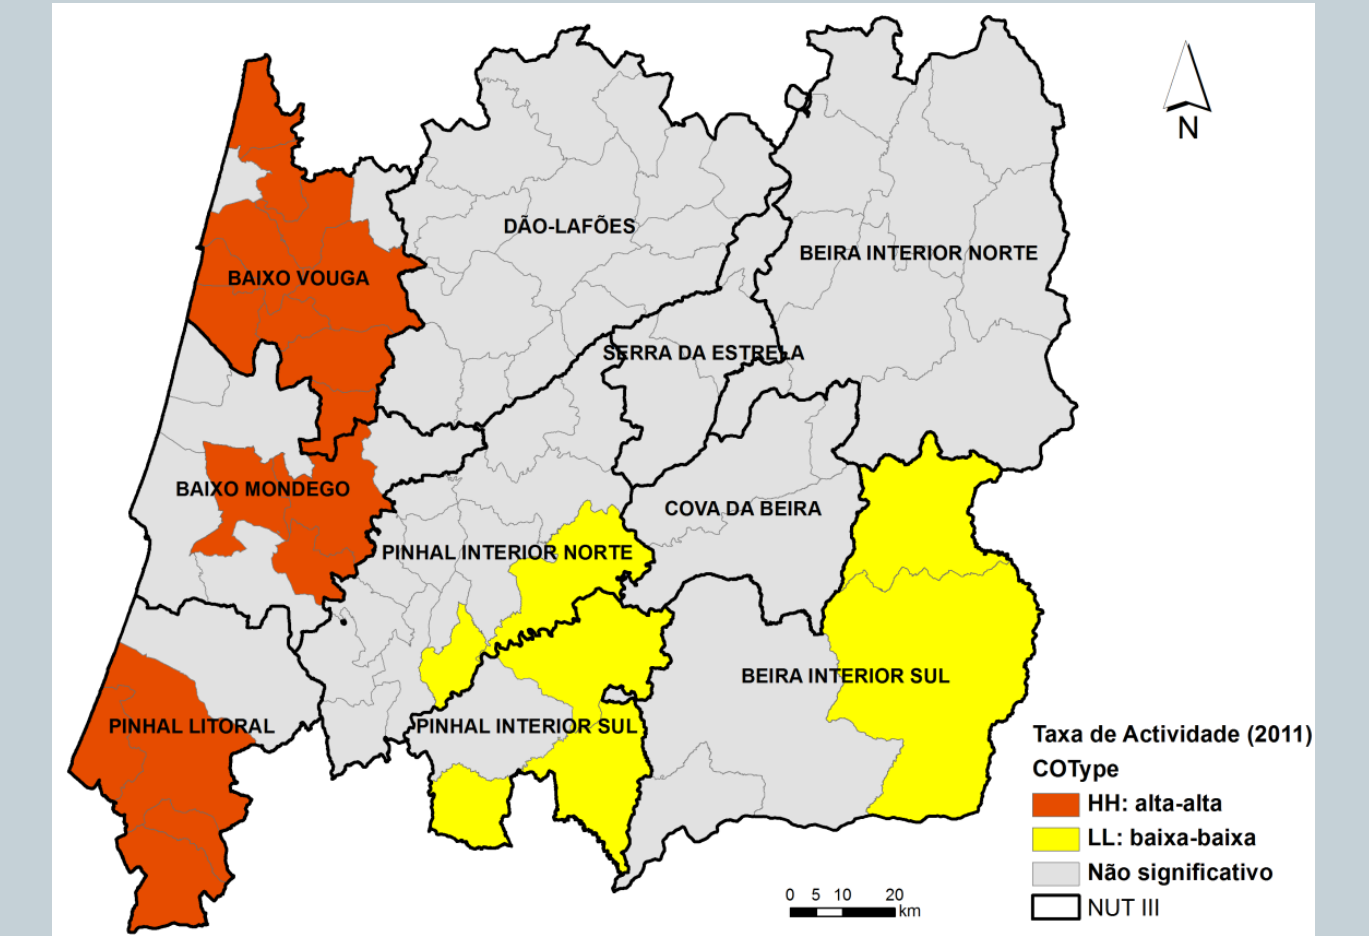 N
DÃO-LAFÕES
BEIRA INTERIOR NORTE
BAIXO VOUGA
SERRA DA ESTRELA
BAIXO MONDEGO
COVA DA BEIRA
PINHAL INTERIOR NORTE
BEIRA INTERIOR SUL
PINHAL LITORAL
PINHAL INTERIOR SUL
Taxa de Actividade (2011)
COType
HH: alta-alta
LL: baixa-baixa
Não significativo
NUT III
0 5 10 20
km